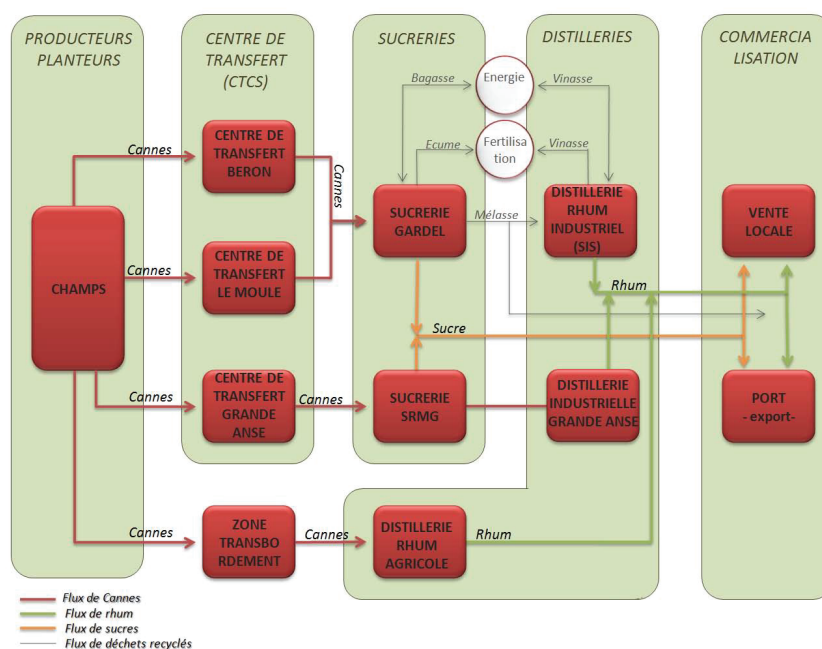 PRODUCTEURS
PLANTEURS
CENTRE DE
TRANSFERT
(CTCS)
SUCRERIES
DISTILLERIES
COMMERCIA
LISATION
Bagasse
Energie
Vinasse
Cannes
CENTRE DE
TRANSFERT
BERON
Ecume
Fertilisa
tion
Vinasse
Cannes
CHAMPS
SUCRERIE
GARDEL
Mélasse
DISTILLERIE
RHUM
INDUSTRIEL
(SIS)
VENTE
LOCALE
Cannes
CENTRE DE
TRANSFERT
LE MOULE
Rhum
Sucre
Cannes
CENTRE DE
TRANSFERT
GRANDE
ANSE
Cannes
SUCRERIE
SRMG
DISTILLERIE
INDUSTRIELLE
GRANDE ANSE
PORT
- export-
Cannes
ZONE
TRANSBO
RDEMENT
Cannes
DISTILLERIE
RHUM
AGRICOLE
Rhum
Flux de Cannes
Flux de rhum
Flux de sucres
Flux de déchets recyclés